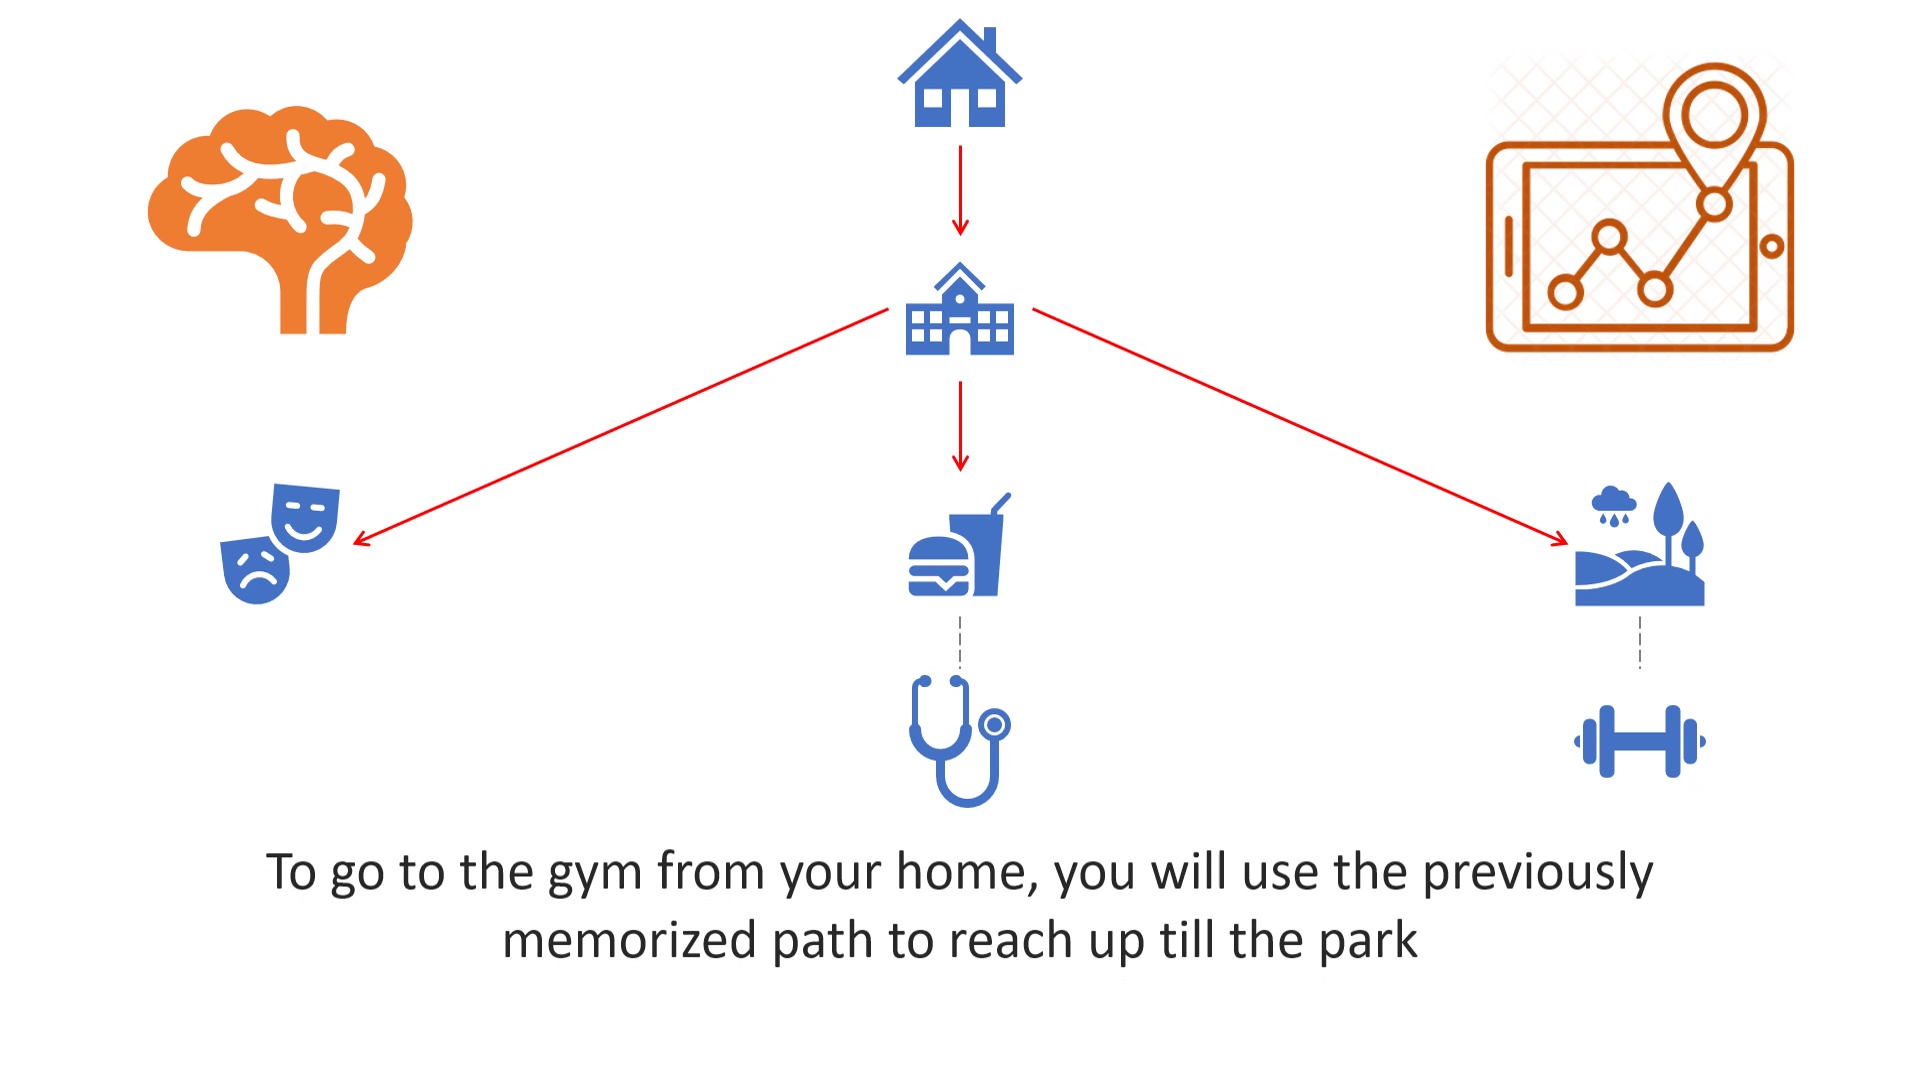 To go to the gym from your home, you will use the previously
memorized path to reach up till the park